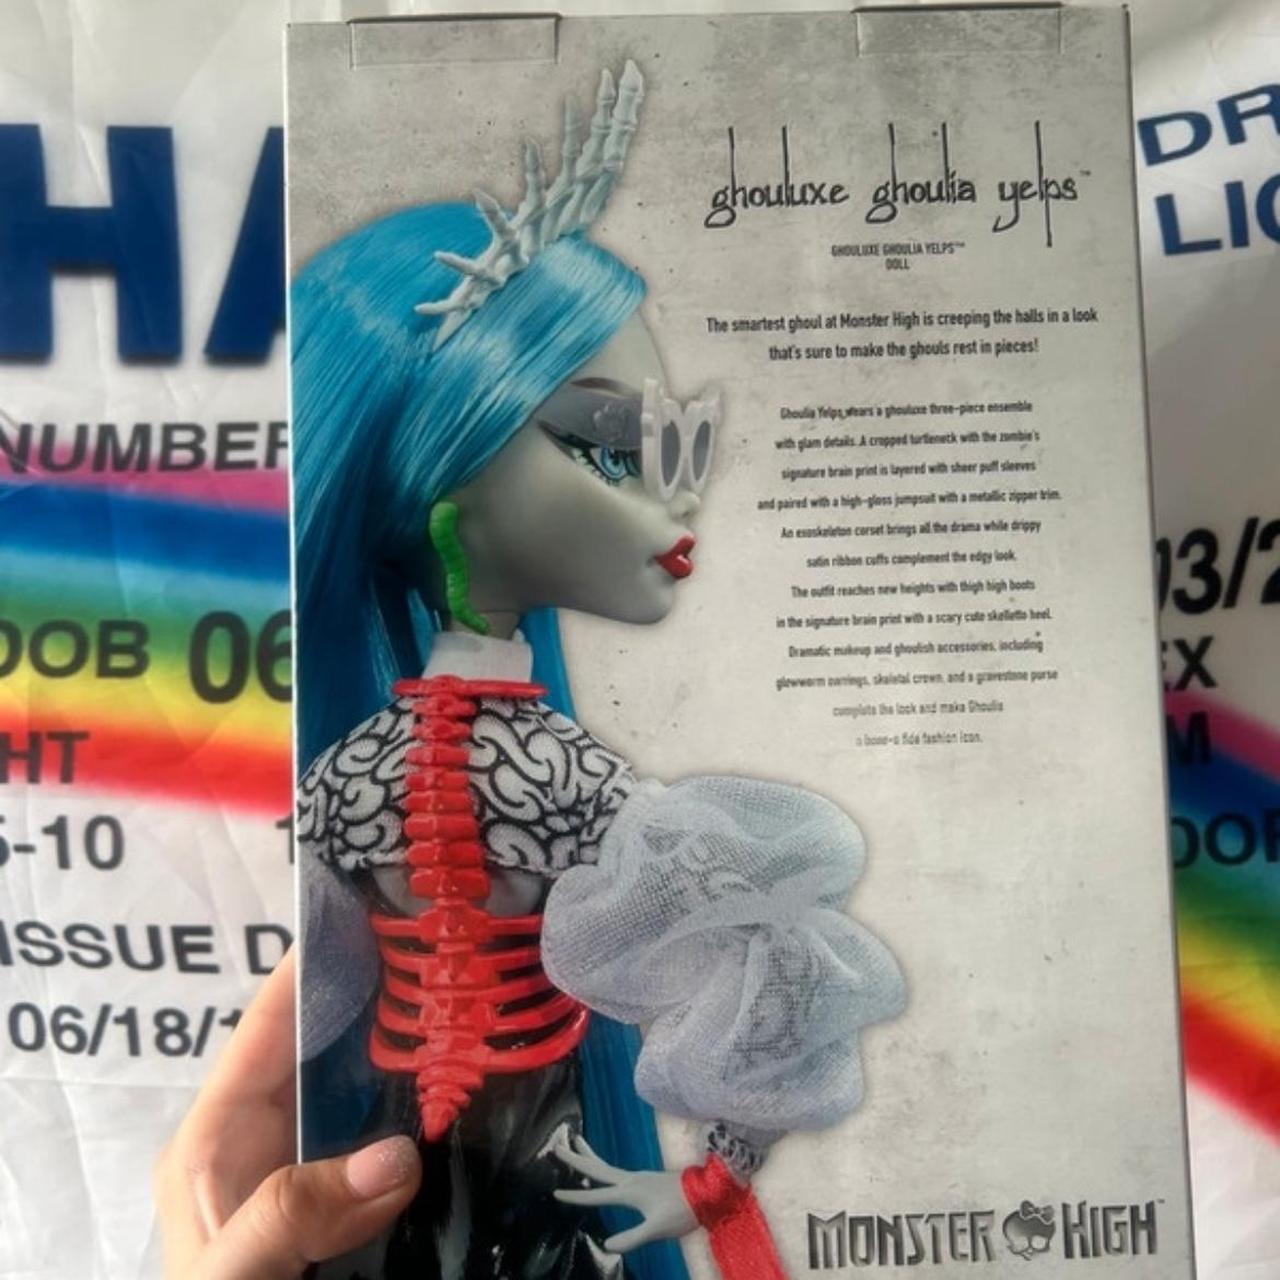 HA
DR
LIC
NUMBER
DOB 06
03/2
EX
HT
M
5-10
ISSUE D
06/18/1
ghouluxe ghoulia yelps™
GHOULUXE GHOULIA YELPS™
DOLL
The smartest ghoul at Monster High is creeping the halls in a look
that's sure to make the ghouls rest in pieces!
Ghoulia Yelps wears a ghouluxe three-piece ensemble
with glam details. A cropped turtleneck with the zombie's
signature brain print is layered with sheer puff sleeves
and paired with a high-gloss jumpsuit with a metallic zipper trim.
An exoskeleton corset brings all the drama while drippy
satin ribbon cuffs complement the edgy look.
The outfit reaches new heights with thigh high boots
in the signature brain print with a scary cute skelletto heel.
Dramatic makeup and ghoulish accessories, including
glowworm earrings, skeletal crown, and a gravestone purse
complete the look and make Ghoulia
a bone-a fide fashion icon.
MONSTER HIGH™